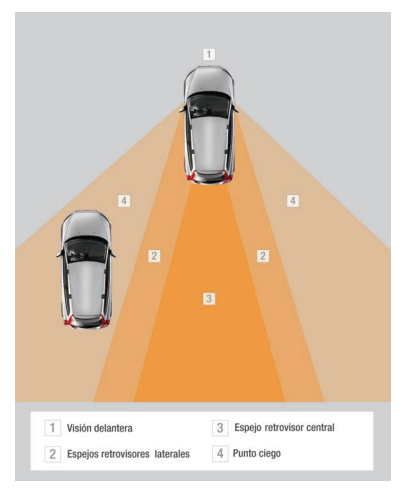 1
4
4
2
2
3
1 Visión delantera
3 Espejo retrovisor central
2 Espejos retrovisores laterales
4 Punto ciego